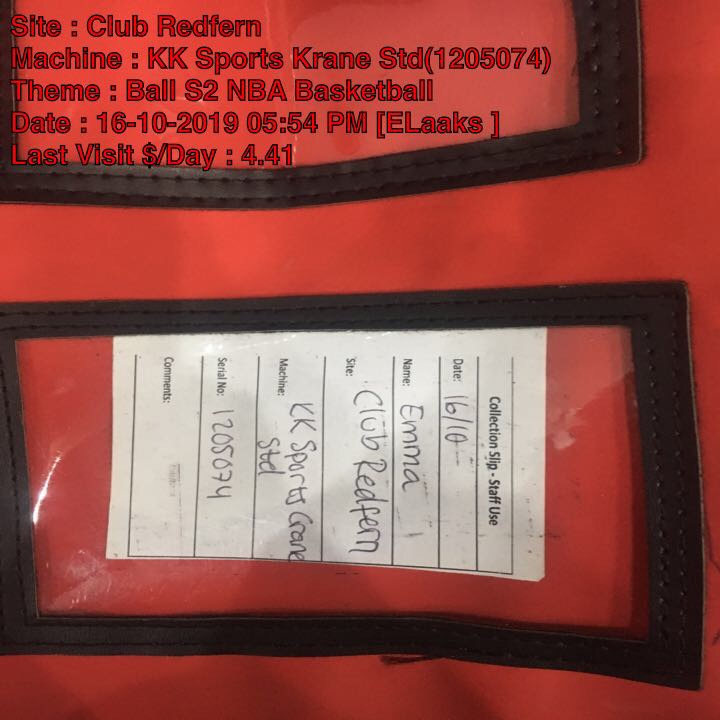 Site : Club Redfern
Machine : KK Sports Krane Std(1205074)
Theme : Ball S2 NBA Basketball
Date : 16-10-2019 05:54 PM [ELaaks ]
Last Visit $/Day : 4.41
Collection Slip - Staff Use
Date: 16/10
Name: Emma
Site: Club Redfern
Machine: KK Sports Crane
Std
Serial No: 1205074
Comments: